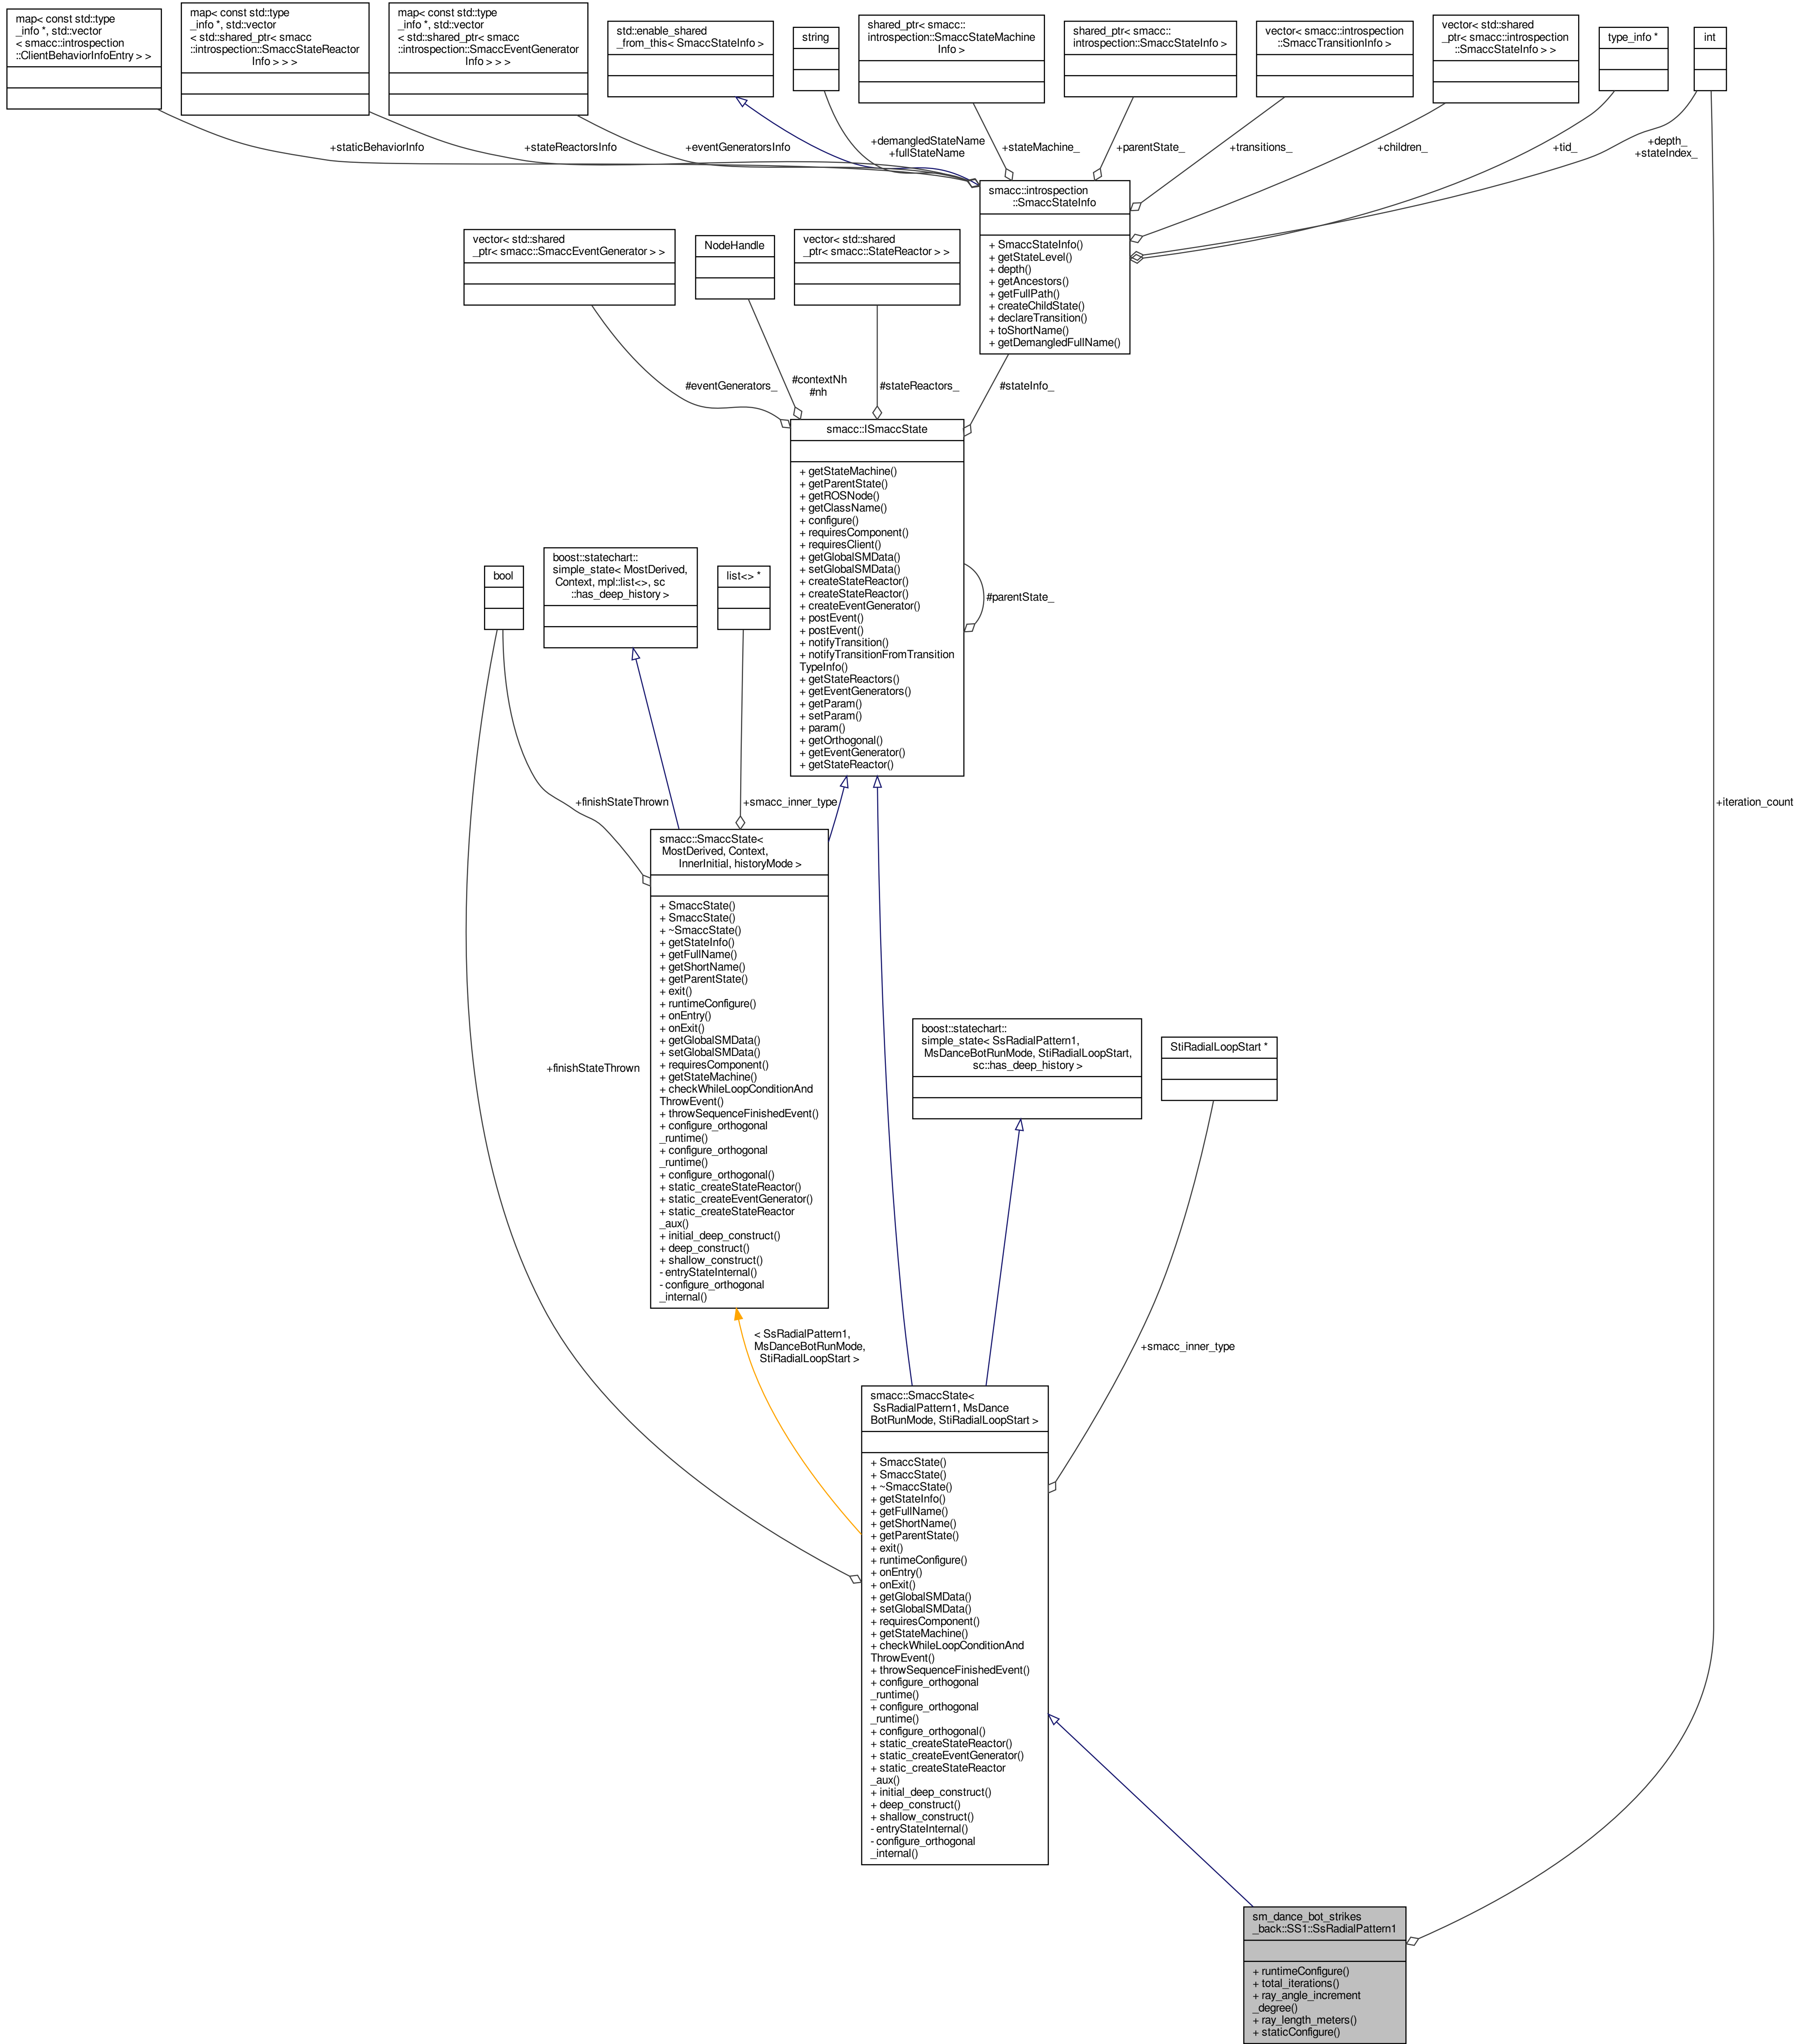 map< const std::type
_info *, std::vector
< smacc::introspection
::ClientBehaviorInfoEntry > >
map< const std::type
_info *, std::vector
< std::shared_ptr< smacc
::introspection::SmaccStateReactor
Info > > >
map< const std::type
_info *, std::vector
< std::shared_ptr< smacc
::introspection::SmaccEventGenerator
Info > > >
std::enable_shared
_from_this< SmaccStateInfo >
string
shared_ptr< smacc::
introspection::SmaccStateMachine
Info >
shared_ptr< smacc::
introspection::SmaccStateInfo >
vector< smacc::introspection
::SmaccTransitionInfo >
vector< std::shared
_ptr< smacc::introspection
::SmaccStateInfo > >
type_info *
int
+staticBehaviorInfo
+stateReactorsInfo
+eventGeneratorsInfo
+demangledStateName
+fullStateName
+stateMachine_
+parentState_
+transitions_
+children_
+tid_
+depth_
+stateIndex_
smacc::introspection
::SmaccStateInfo
+ SmaccStateInfo()
+ getStateLevel()
+ depth()
+ getAncestors()
+ getFullPath()
+ createChildState()
+ declareTransition()
+ toShortName()
+ getDemangledFullName()
vector< std::shared
_ptr< smacc::SmaccEventGenerator > >
NodeHandle
vector< std::shared
_ptr< smacc::StateReactor > >
#eventGenerators_
#contextNh
#nh
#stateReactors_
#stateInfo_
smacc::ISmaccState
+ getStateMachine()
+ getParentState()
+ getROSNode()
+ getClassName()
+ configure()
+ requiresComponent()
+ requiresClient()
+ getGlobalSMData()
+ setGlobalSMData()
+ createStateReactor()
+ createStateReactor()
+ createEventGenerator()
+ postEvent()
+ postEvent()
+ notifyTransition()
+ notifyTransitionFromTransition
TypeInfo()
+ getStateReactors()
+ getEventGenerators()
+ getParam()
+ setParam()
+ param()
+ getOrthogonal()
+ getEventGenerator()
+ getStateReactor()
#parentState_
bool
boost::statechart::
simple_state< MostDerived,
Context, mpl::list<>, sc
::has_deep_history >
list<> *
+finishStateThrown
+smacc_inner_type
+iteration_count
smacc::SmaccState<
MostDerived, Context,
InnerInitial, historyMode >
+ SmaccState()
+ SmaccState()
+ ~SmaccState()
+ getStateInfo()
+ getFullName()
+ getShortName()
+ getParentState()
+ exit()
+ runtimeConfigure()
+ onEntry()
+ onExit()
+ getGlobalSMData()
+ setGlobalSMData()
+ requiresComponent()
+ getStateMachine()
+ checkWhileLoopConditionAnd
ThrowEvent()
+ throwSequenceFinishedEvent()
+ configure_orthogonal
_runtime()
+ configure_orthogonal
_runtime()
+ configure_orthogonal()
+ static_createStateReactor()
+ static_createEventGenerator()
+ static_createStateReactor
_aux()
+ initial_deep_construct()
+ deep_construct()
+ shallow_construct()
- entryStateInternal()
- configure_orthogonal
_internal()
+finishStateThrown
boost::statechart::
simple_state< SsRadialPattern1,
MsDanceBotRunMode, StiRadialLoopStart,
sc::has_deep_history >
StiRadialLoopStart *
< SsRadialPattern1,
MsDanceBotRunMode,
StiRadialLoopStart >
+smacc_inner_type
smacc::SmaccState<
SsRadialPattern1, MsDance
BotRunMode, StiRadialLoopStart >
+ SmaccState()
+ SmaccState()
+ ~SmaccState()
+ getStateInfo()
+ getFullName()
+ getShortName()
+ getParentState()
+ exit()
+ runtimeConfigure()
+ onEntry()
+ onExit()
+ getGlobalSMData()
+ setGlobalSMData()
+ requiresComponent()
+ getStateMachine()
+ checkWhileLoopConditionAnd
ThrowEvent()
+ throwSequenceFinishedEvent()
+ configure_orthogonal
_runtime()
+ configure_orthogonal
_runtime()
+ configure_orthogonal()
+ static_createStateReactor()
+ static_createEventGenerator()
+ static_createStateReactor
_aux()
+ initial_deep_construct()
+ deep_construct()
+ shallow_construct()
- entryStateInternal()
- configure_orthogonal
_internal()
sm_dance_bot_strikes
_back::SS1::SsRadialPattern1
+ runtimeConfigure()
+ total_iterations()
+ ray_angle_increment
_degree()
+ ray_length_meters()
+ staticConfigure()